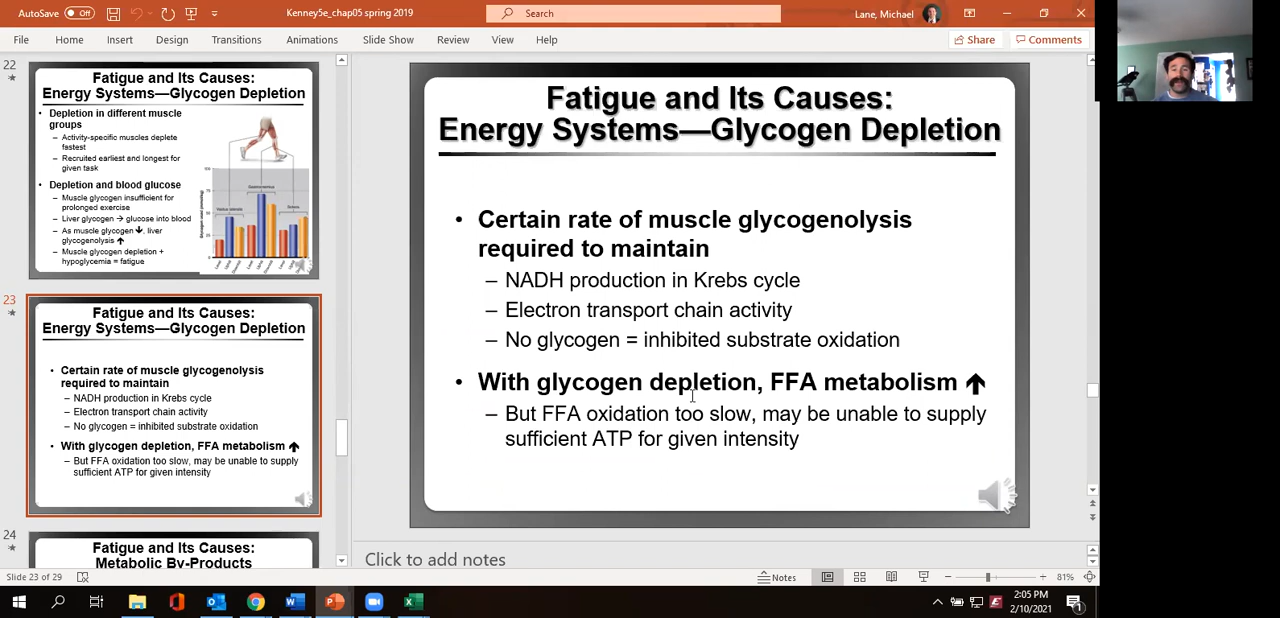 AutoSave Off
Kenney5e_chap05 spring 2019
Search
Lane, Michael
File Home Insert Design Transitions Animations Slide Show Review View Help
Share Comments
22
Fatigue and Its Causes:
Energy Systems—Glycogen Depletion
• Depletion in different muscle
groups
– Activity-specific muscles deplete
fastest
– Recruited earliest and longest for
given task
• Depletion and blood glucose
– Muscle glycogen insufficient for
prolonged exercise
– Liver glycogen → glucose into blood
– As muscle glycogen ↓, liver
glycogenolysis ↑
– Muscle glycogen depletion +
hypoglycemia = fatigue
23
Fatigue and Its Causes:
Energy Systems—Glycogen Depletion
• Certain rate of muscle glycogenolysis
required to maintain
– NADH production in Krebs cycle
– Electron transport chain activity
– No glycogen = inhibited substrate oxidation
• With glycogen depletion, FFA metabolism ↑
– But FFA oxidation too slow, may be unable to supply
sufficient ATP for given intensity
24
Fatigue and Its Causes:
Metabolic By-Products
Fatigue and Its Causes:
Energy Systems—Glycogen Depletion
• Certain rate of muscle glycogenolysis
required to maintain
– NADH production in Krebs cycle
– Electron transport chain activity
– No glycogen = inhibited substrate oxidation
• With glycogen depletion, FFA metabolism ↑
– But FFA oxidation too slow, may be unable to supply
sufficient ATP for given intensity
Click to add notes
Slide 23 of 29
Notes
81%
2:05 PM
2/10/2021